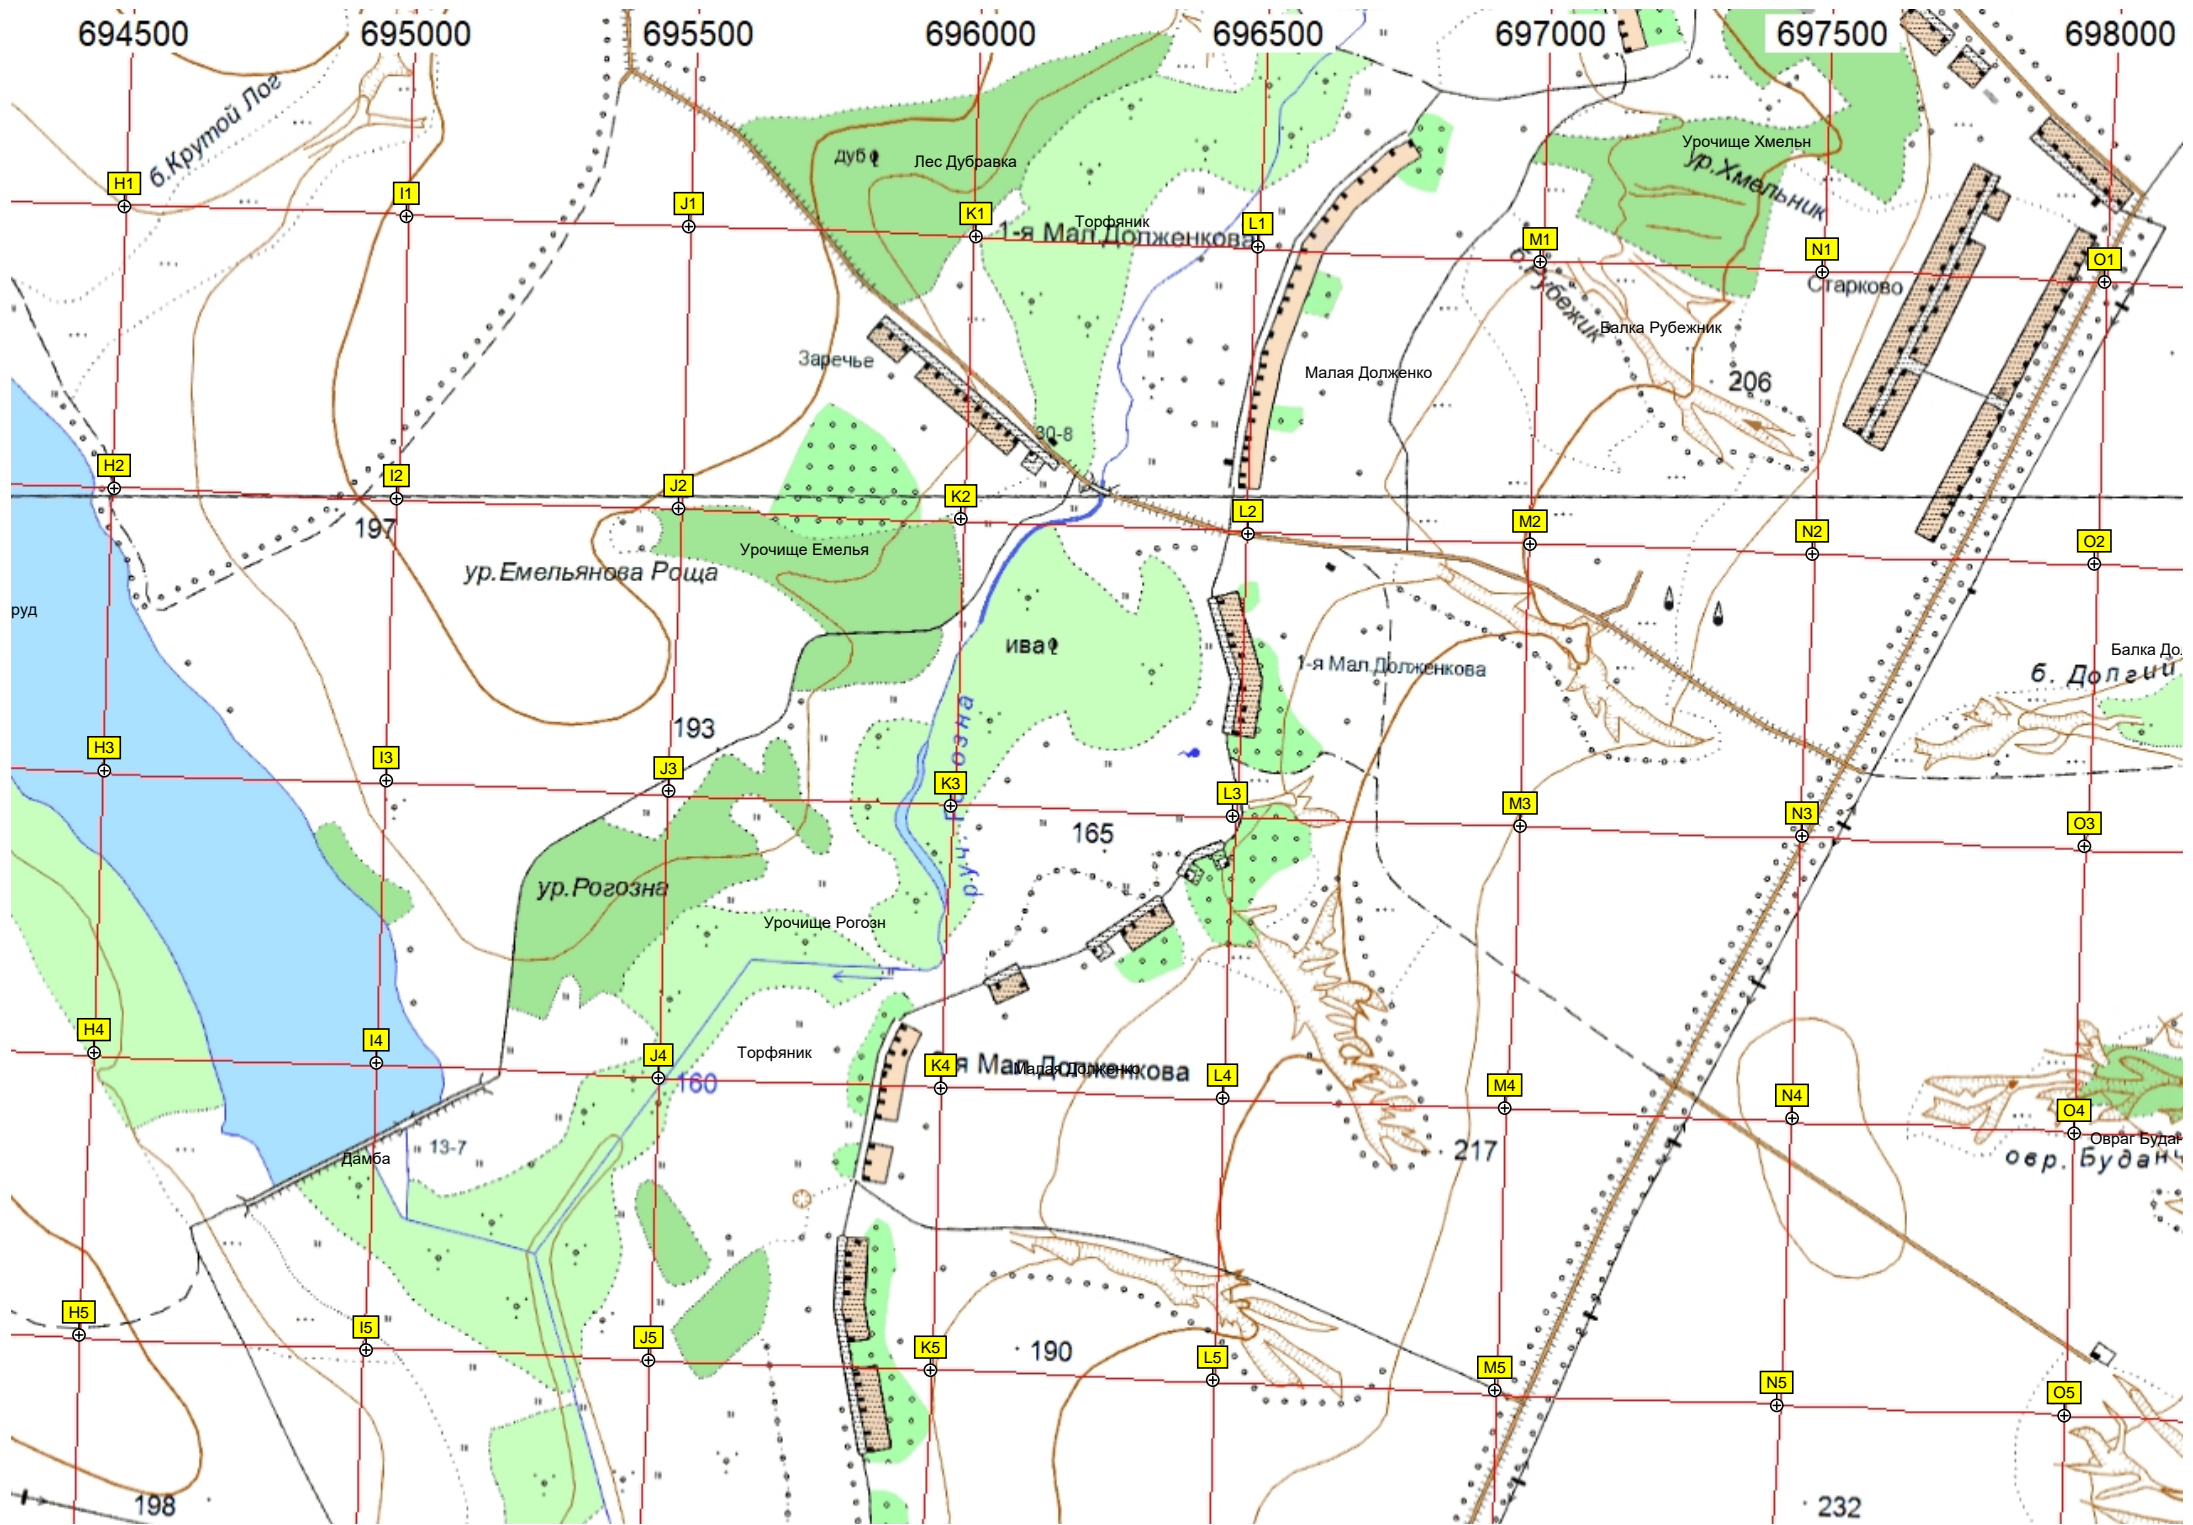 694500 695000 695500 696000 696500 697000 697500 698000
б.Крутой Лог
дуб
Лес Дубравка
Урочище Хмельн
ур.Хмельник
H1 I1 J1 K1 L1 M1 N1 O1
Торфяник
1-я Мал.Долженкова
Старково
Балка Рубежник
Заречье
Малая Долженко
206
30-8
H2 I2 J2 K2 L2 M2 N2 O2
197
Урочище Емелья
ур.Емельянова Роща
руд
ива
1-я Мал.Долженкова
Балка До
б. Долгий
193
H3 I3 J3 K3 L3 M3 N3 O3
165
ур.Рогозна
Урочище Рогозн
H4 I4 J4 K4 L4 M4 N4 O4
Торфяник
я Мал.Долженкова
Малая Долженко
160
13-7
Дамба
217
Овраг Будан
овр. Буданч
H5 I5 J5 K5 L5 M5 N5 O5
190
198
232